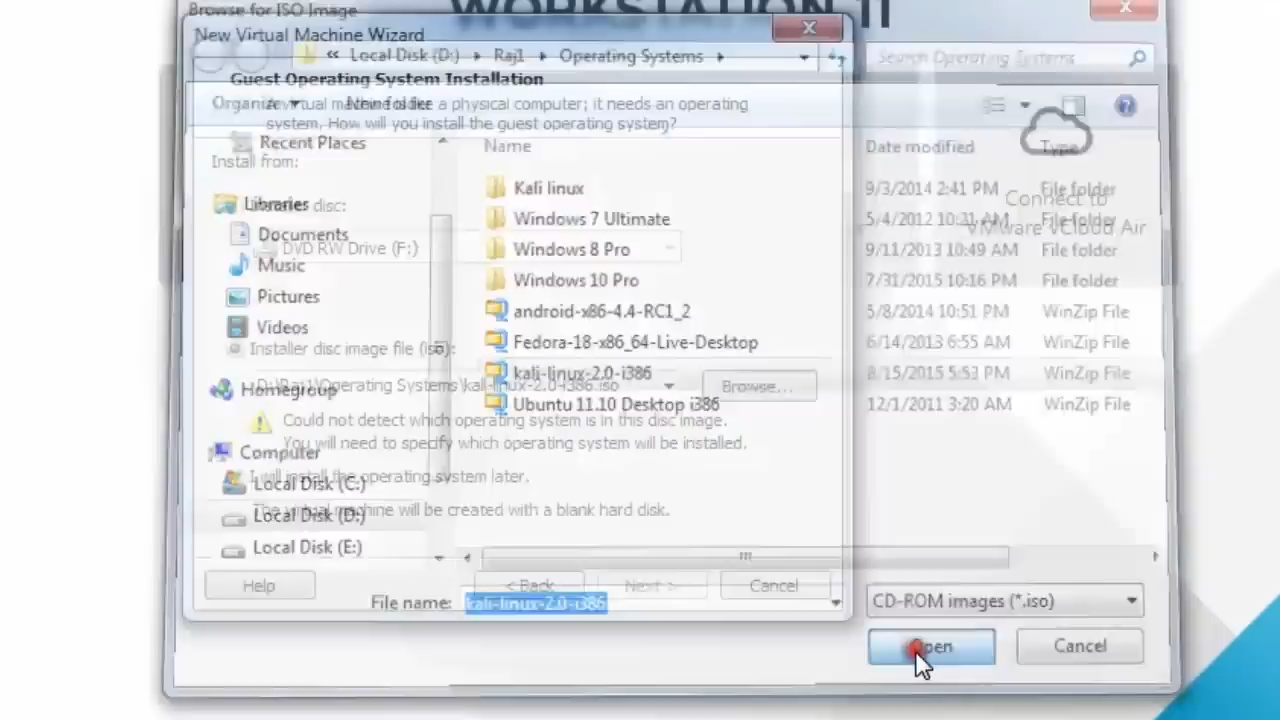 Browse for ISO Image
WORKSTATION 11
New Virtual Machine Wizard
« Local Disk (D:) Raj1 Operating Systems
Search Operating Systems
Guest Operating System Installation
A virtual machine is like a physical computer; it needs an operating
system. How will you install the guest operating system?
Organize
New folder
Recent Places
Install from:
Name
Date modified
Type
Libraries
Installer disc:
Documents
DVD RW Drive (F:)
Music
Pictures
Videos
Kali linux 9/3/2014 2:41 PM File folder
Windows 7 Ultimate 5/4/2012 10:31 AM File folder
Windows 8 Pro 9/11/2013 10:49 AM File folder
Windows 10 Pro 7/31/2015 10:16 PM File folder
android-x86-4.4-RC1_2 5/8/2014 10:51 PM WinZip File
Fedora-18-x86_64-Live-Desktop 6/14/2013 6:55 AM WinZip File
kali-linux-2.0-i386 8/15/2015 5:53 PM WinZip File
Ubuntu 11.10 Desktop i386 12/1/2011 3:20 AM WinZip File
Connect to
VMware vCloud Air
Installer disc image file (iso):
Homegroup
D:\Raj1\Operating Systems\kali-linux-2.0-i386.iso
Browse...
Could not detect which operating system is in this disc image.
You will need to specify which operating system will be installed.
Computer
I will install the operating system later.
Local Disk (C:)
The virtual machine will be created with a blank hard disk.
Local Disk (D:)
Local Disk (E:)
Help
< Back
Next >
Cancel
File name: kali-linux-2.0-i386
CD-ROM images (*.iso)
Open
Cancel